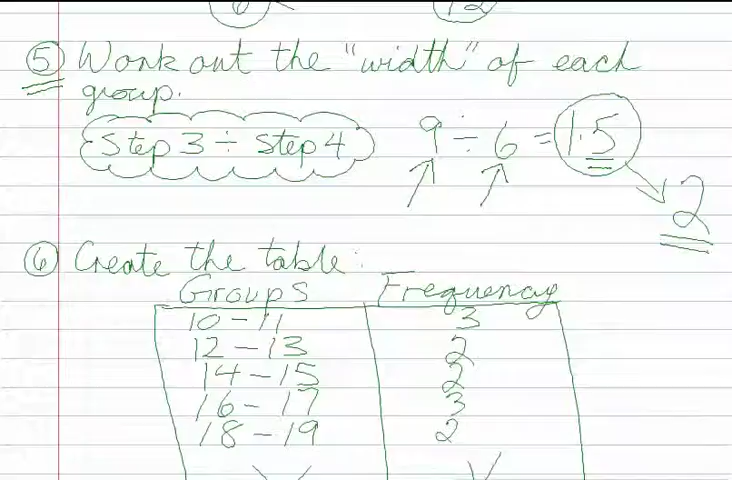 6 12
5 Work out the "width" of each
group.
Step 3 ÷ Step 4 9 ÷ 6 = 1.5
2
6 Create the table:
Groups Frequency
10 - 11 3
12 - 13 2
14 - 15 2
16 - 17 3
18 - 19 2